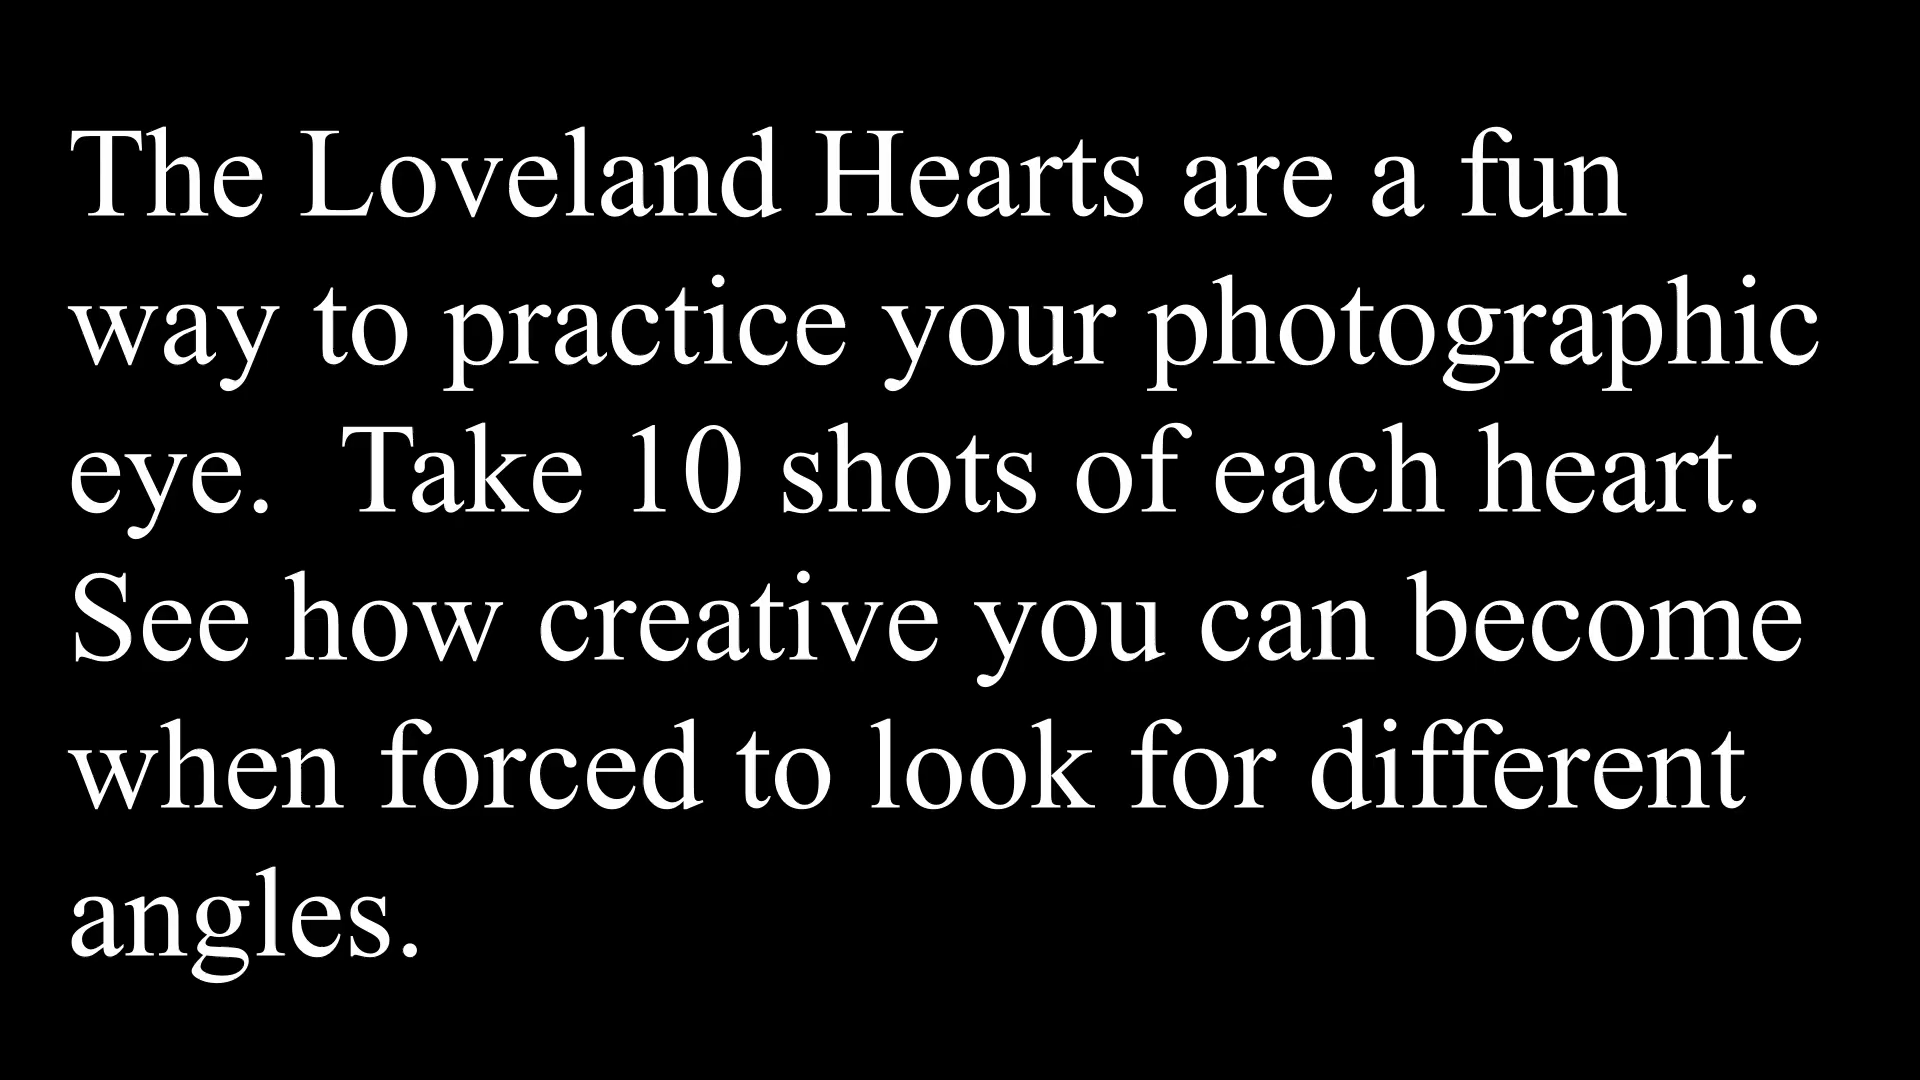 The Loveland Hearts are a fun
way to practice your photographic
eye.  Take 10 shots of each heart.
See how creative you can become
when forced to look for different
angles.